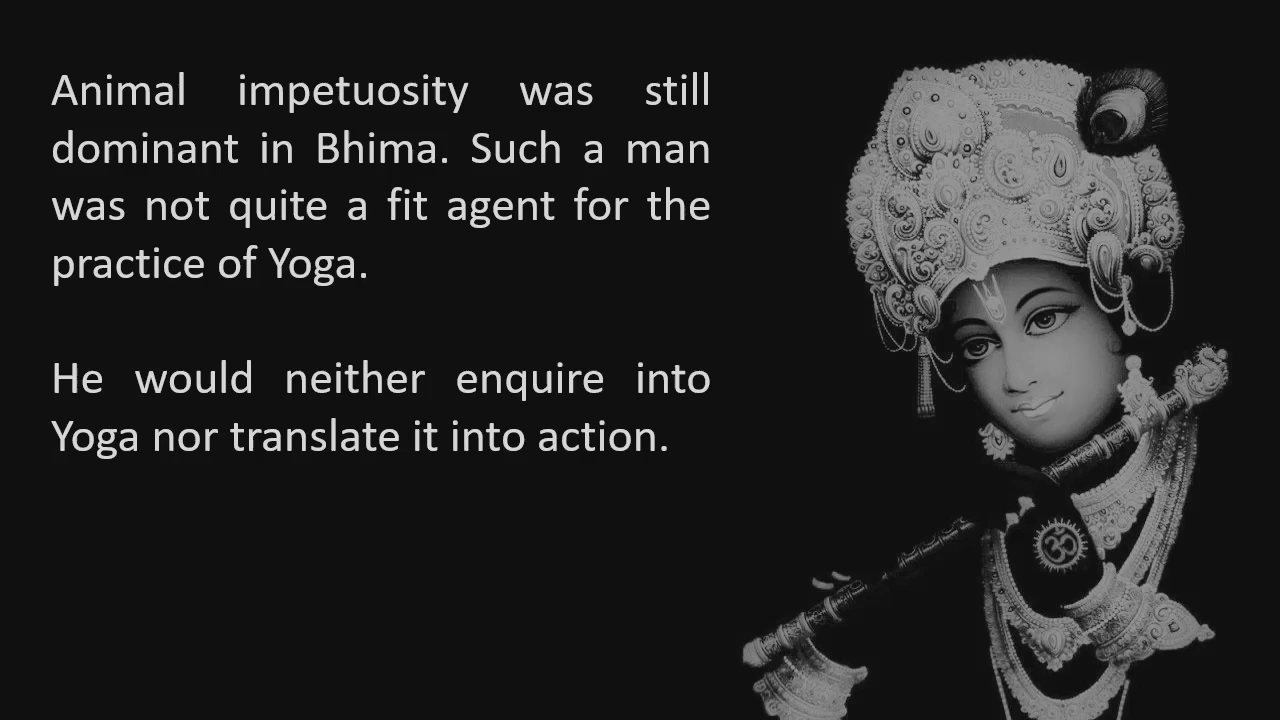 Animal impetuosity was still
dominant in Bhima. Such a man
was not quite a fit agent for the
practice of Yoga.
He would neither enquire into
Yoga nor translate it into action.
ॐ